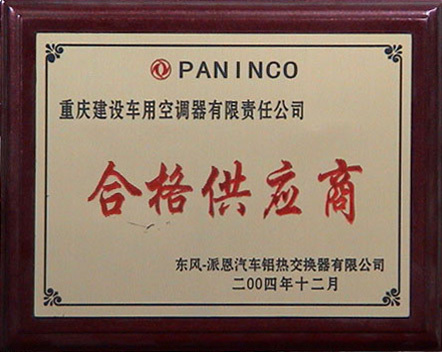 PANINCO
重庆建设车用空调器有限责任公司
合格供应商
东风-派恩汽车铝热交换器有限公司
二00四年十二月